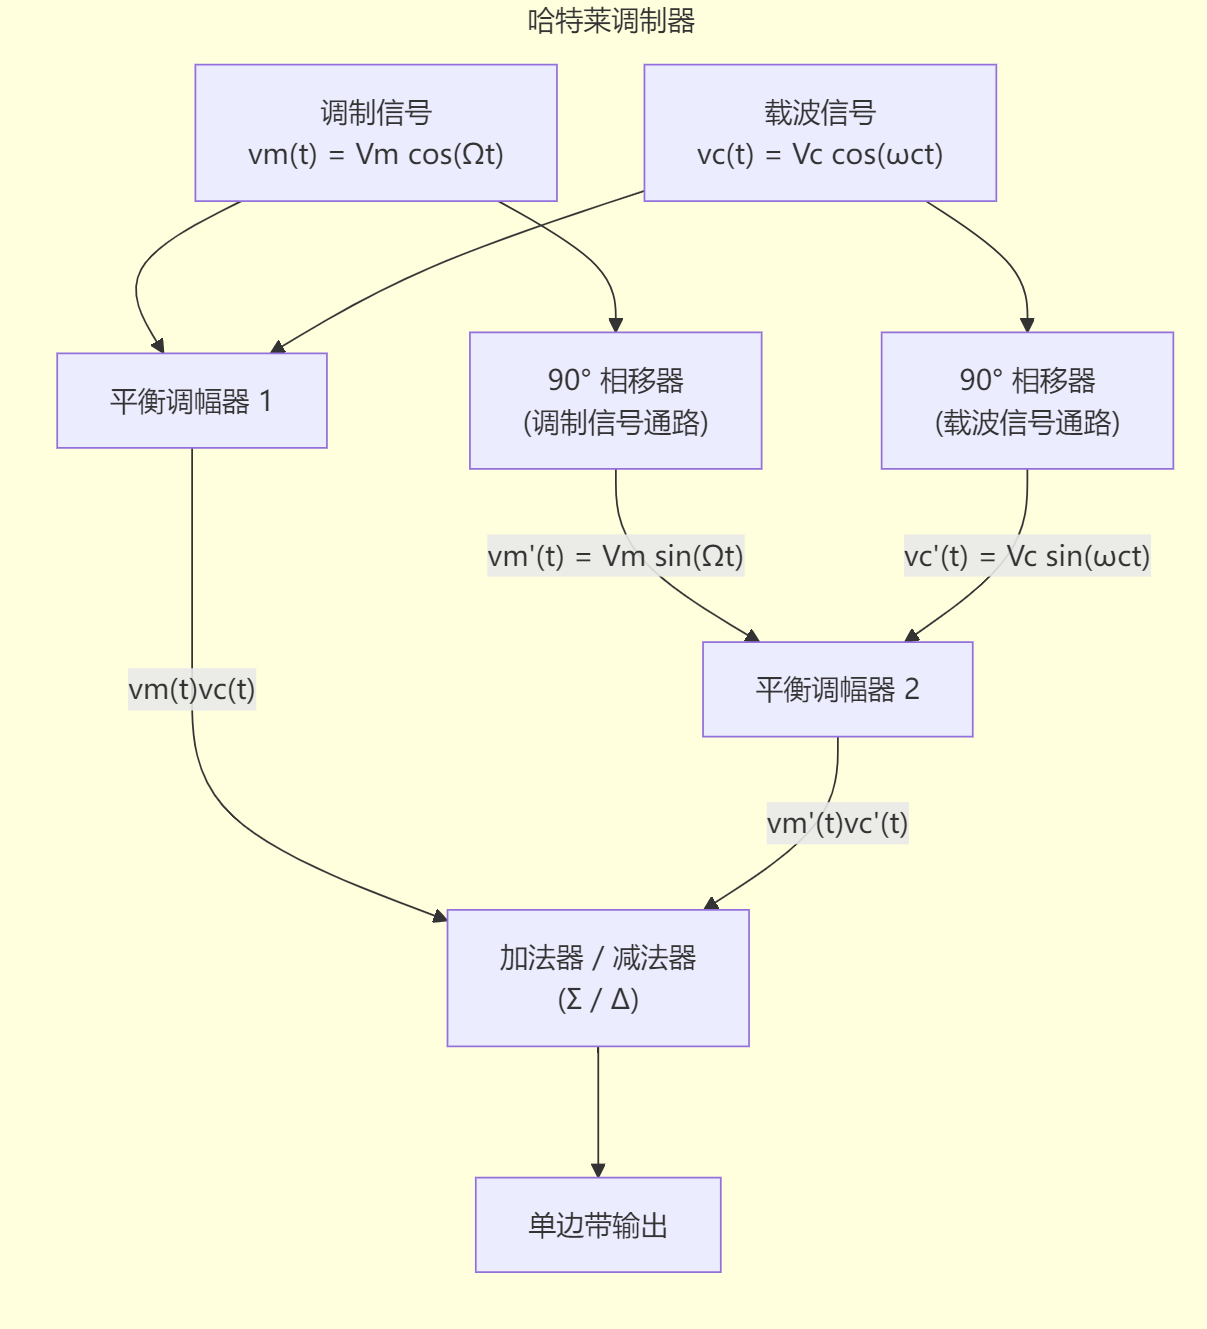 哈特莱调制器
调制信号
vm(t) = Vm cos(Ωt)
载波信号
vc(t) = Vc cos(ωct)
平衡调幅器 1
90° 相移器
(调制信号通路)
90° 相移器
(载波信号通路)
vm'(t) = Vm sin(Ωt)
vc'(t) = Vc sin(ωct)
vm(t)vc(t)
平衡调幅器 2
vm'(t)vc'(t)
加法器 / 减法器
(Σ / Δ)
单边带输出